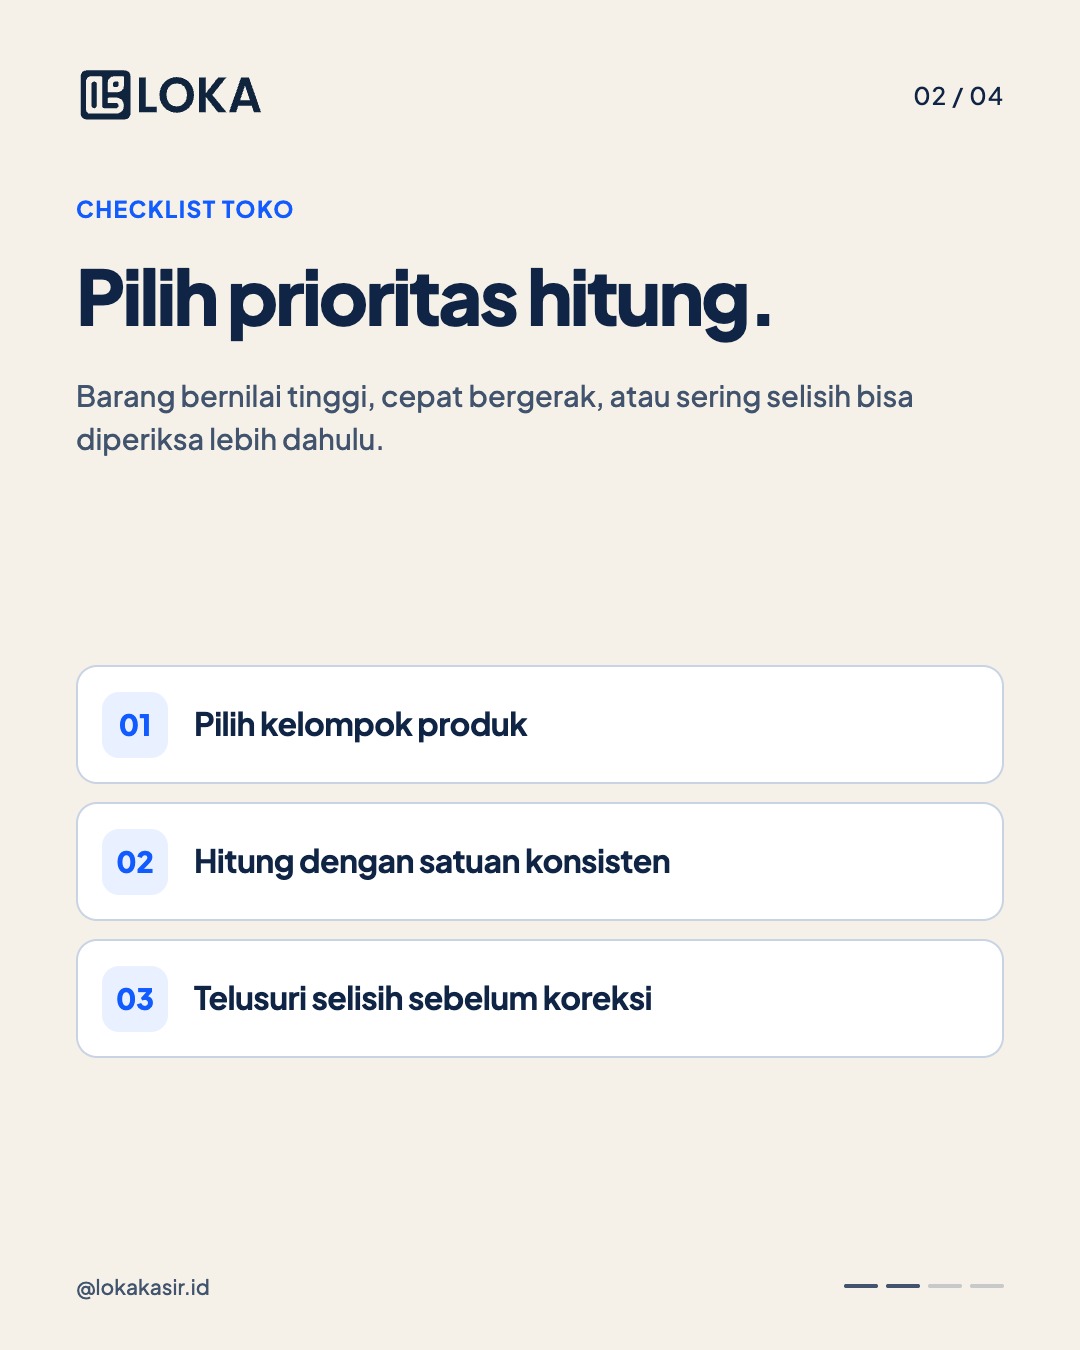 LOKA
02 / 04
CHECKLIST TOKO
Pilih prioritas hitung.
Barang bernilai tinggi, cepat bergerak, atau sering selisih bisa
diperiksa lebih dahulu.
01 Pilih kelompok produk
02 Hitung dengan satuan konsisten
03 Telusuri selisih sebelum koreksi
@lokakasir.id